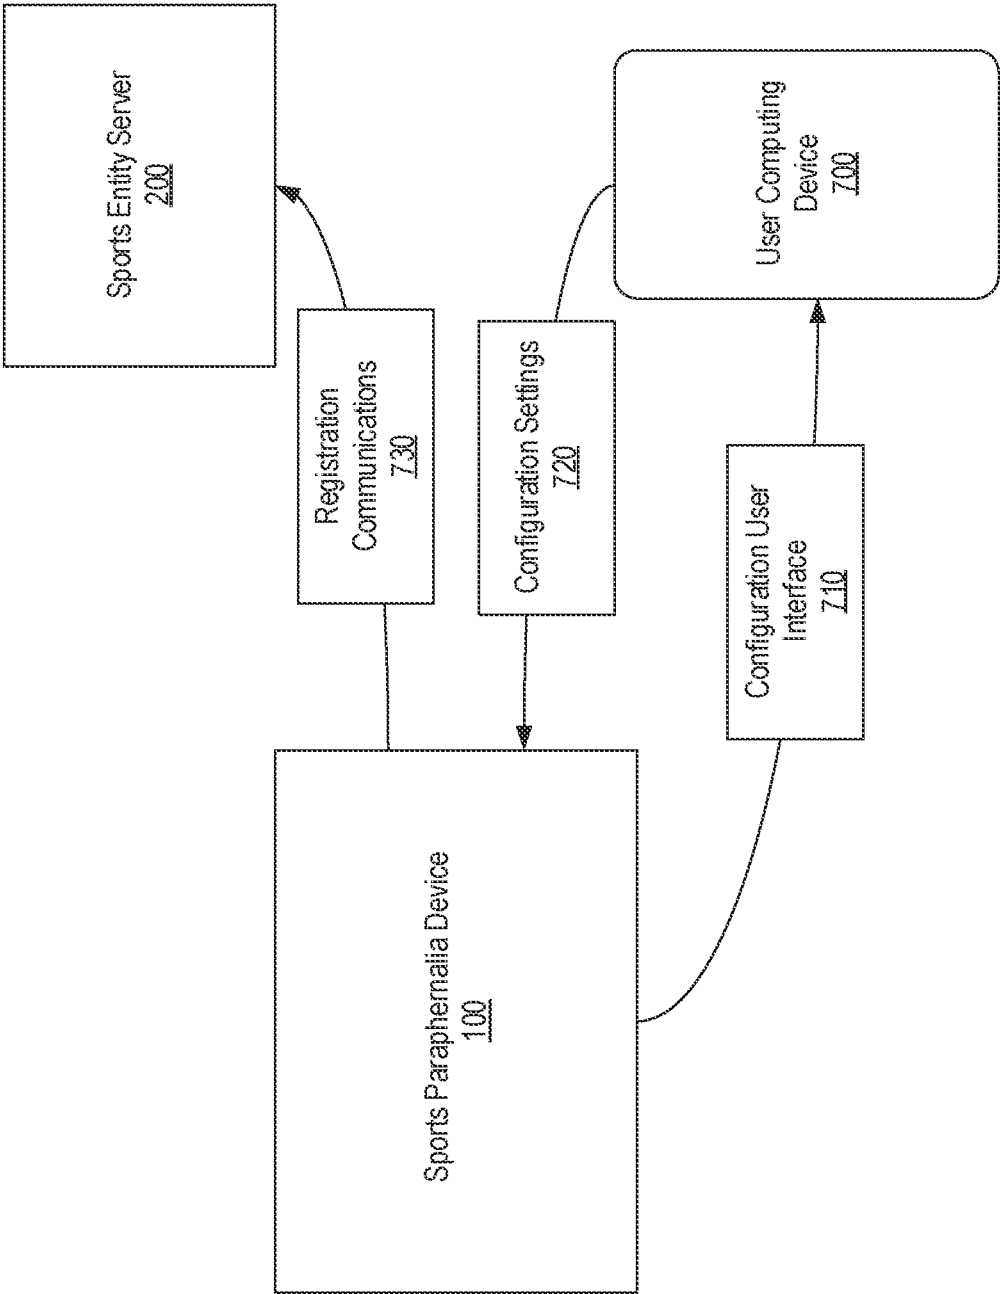 Sports Entity Server
200
Registration
Communications
730
Configuration Settings
720
User Computing
Device
700
Configuration User
Interface
710
Sports Paraphernalia Device
100